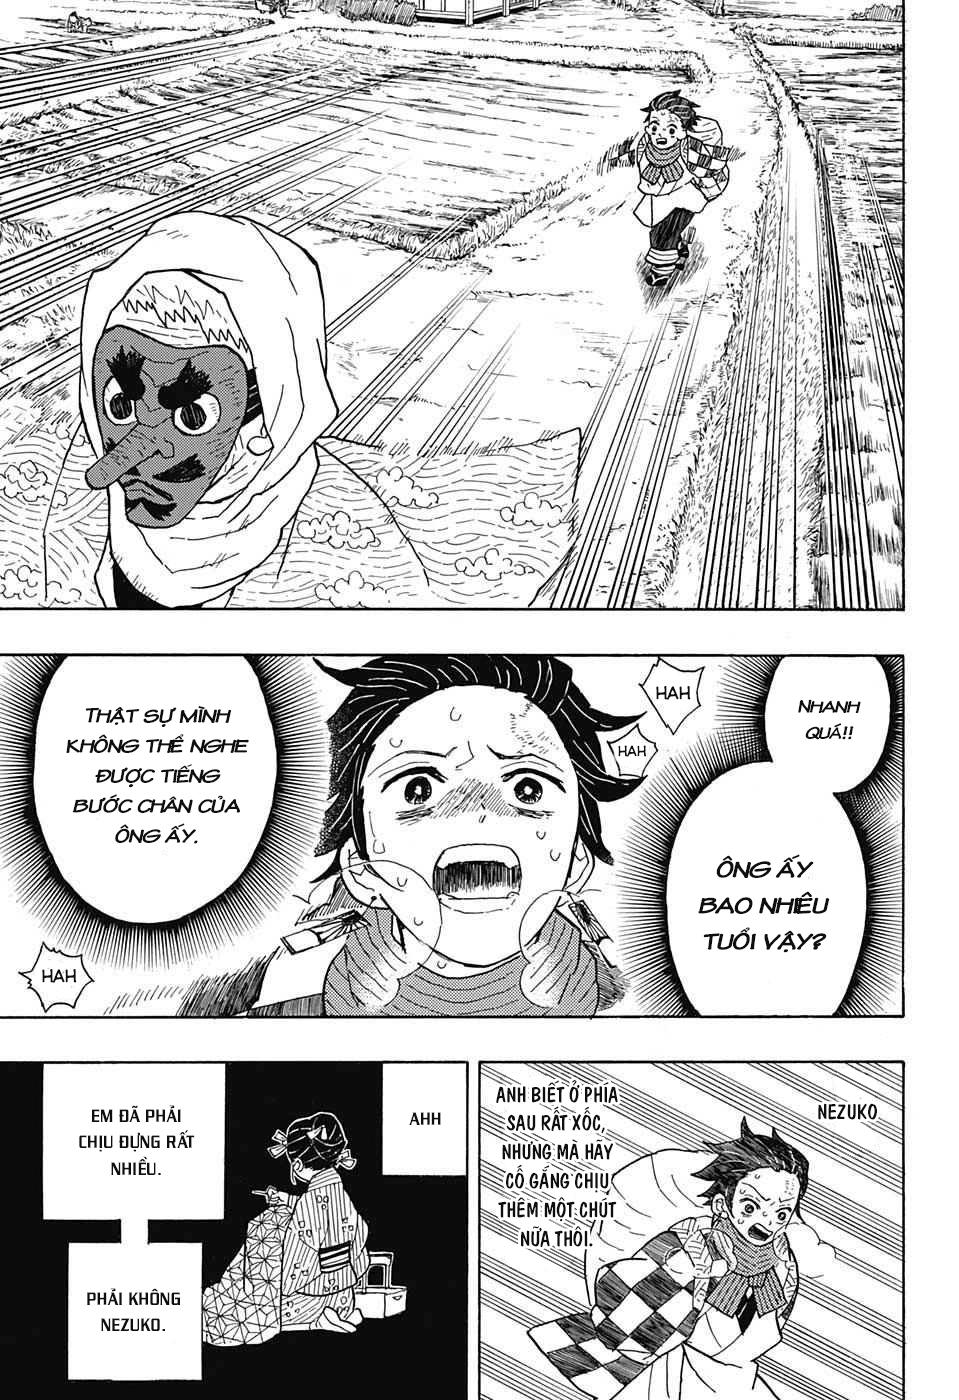 NHANH
QUÁ!!
ÔNG ẤY
BAO NHIÊU
TUỔI VẬY?
HAH
HAH
THẬT SỰ MÌNH
KHÔNG THỂ NGHE
ĐƯỢC TIẾNG
BƯỚC CHÂN CỦA
ÔNG ẤY.
HAH
NEZUKO
ANH BIẾT Ở PHÍA
SAU RẤT XỐC,
NHƯNG MÀ HÃY
CỐ GẮNG CHỊU
THÊM MỘT CHÚT
NỮA THÔI.
AHH
EM ĐÃ PHẢI
CHỊU ĐỰNG RẤT
NHIỀU.
PHẢI KHÔNG
NEZUKO.